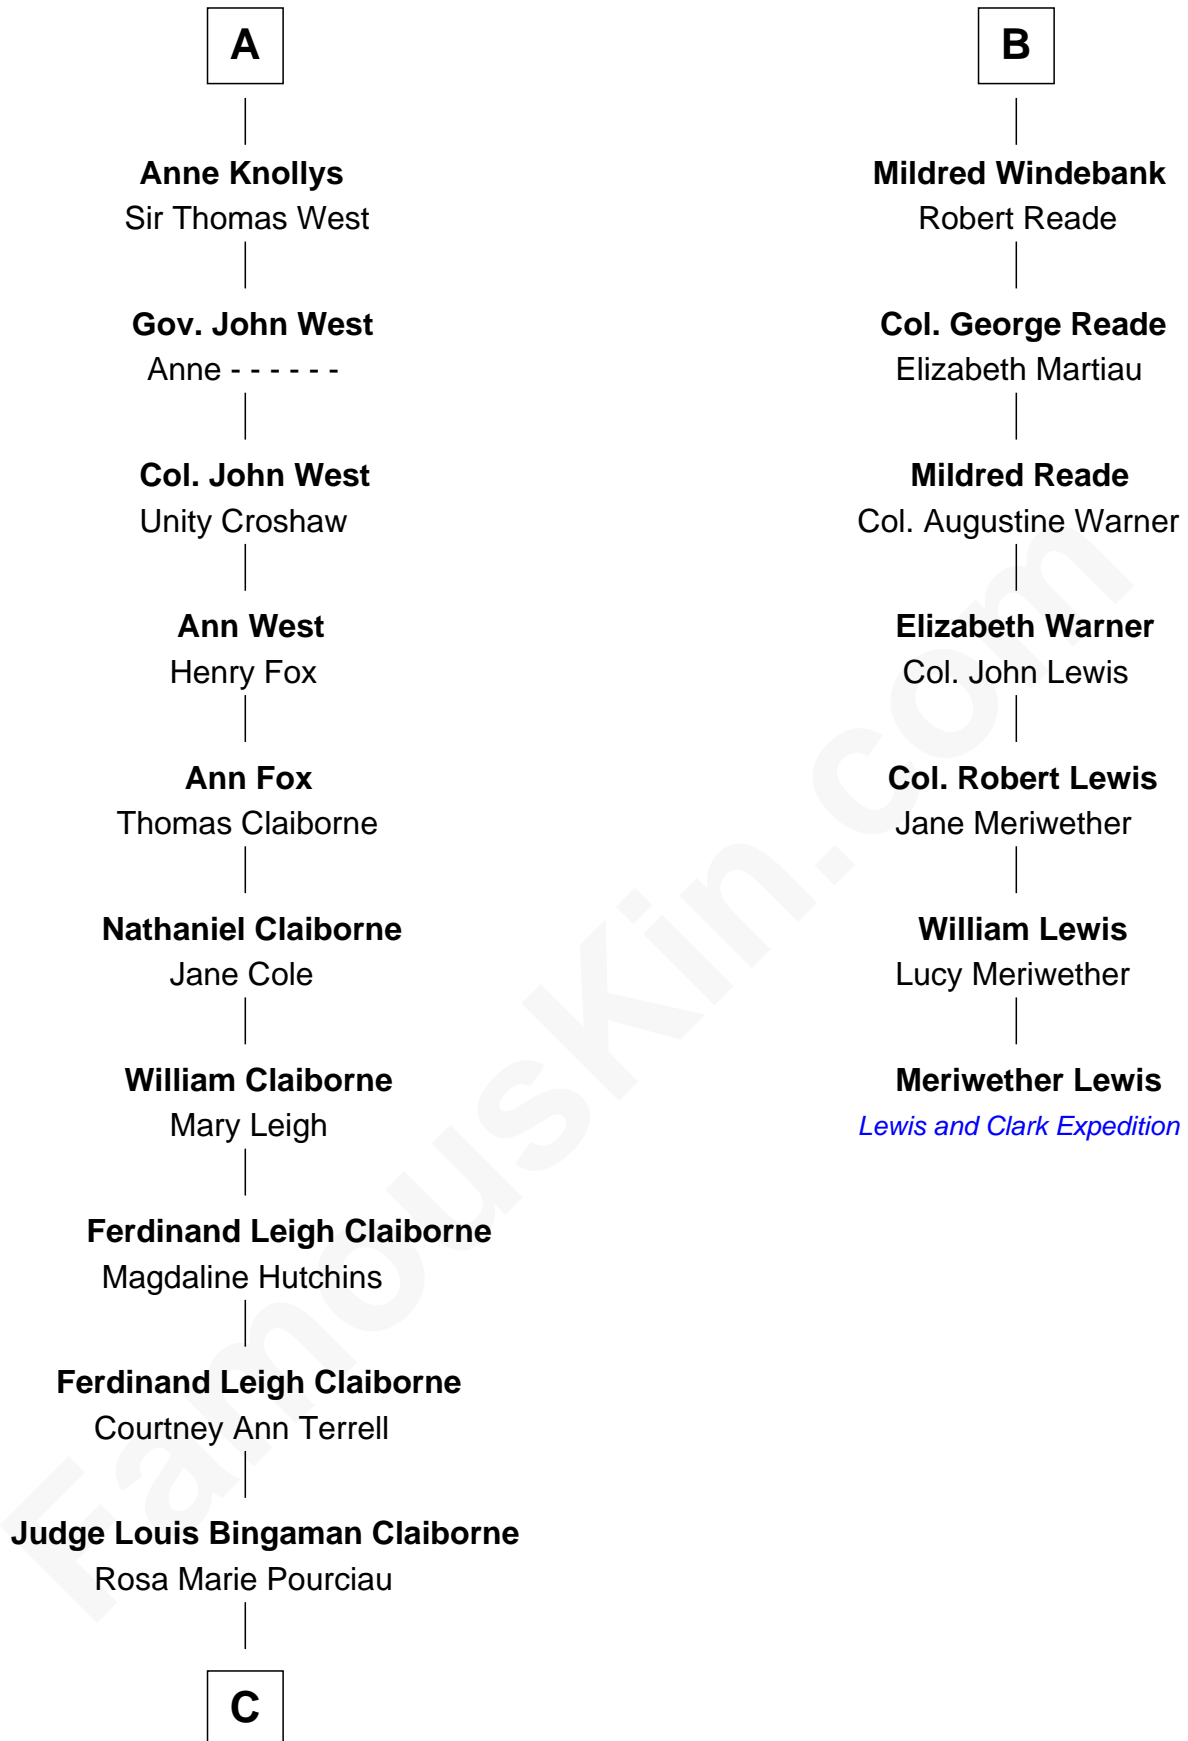 A
Anne Knollys
Sir Thomas West
Gov. John West
Anne - - - - - -
Col. John West
Unity Croshaw
Ann West
Henry Fox
Ann Fox
Thomas Claiborne
Nathaniel Claiborne
Jane Cole
William Claiborne
Mary Leigh
Ferdinand Leigh Claiborne
Magdaline Hutchins
Ferdinand Leigh Claiborne
Courtney Ann Terrell
Judge Louis Bingaman Claiborne
Rosa Marie Pourciau
C
B
Mildred Windebank
Robert Reade
Col. George Reade
Elizabeth Martiau
Mildred Reade
Col. Augustine Warner
Elizabeth Warner
Col. John Lewis
Col. Robert Lewis
Jane Meriwether
William Lewis
Lucy Meriwether
Meriwether Lewis
Lewis and Clark Expedition
FamousKin.com